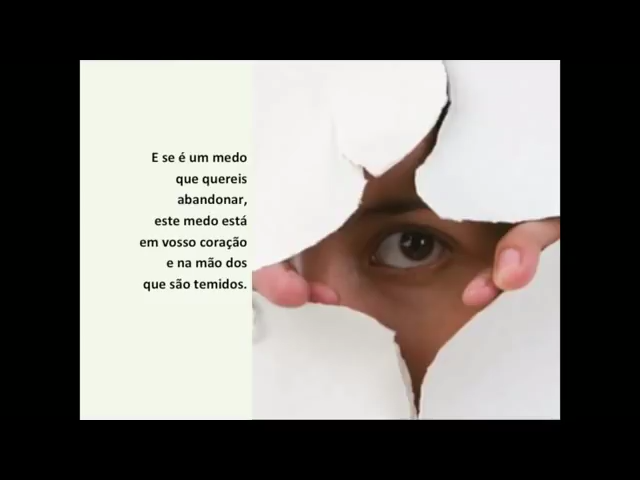 E se é um medo
que quereis
abandonar,
este medo está
em vosso coração
e na mão dos
que são temidos.